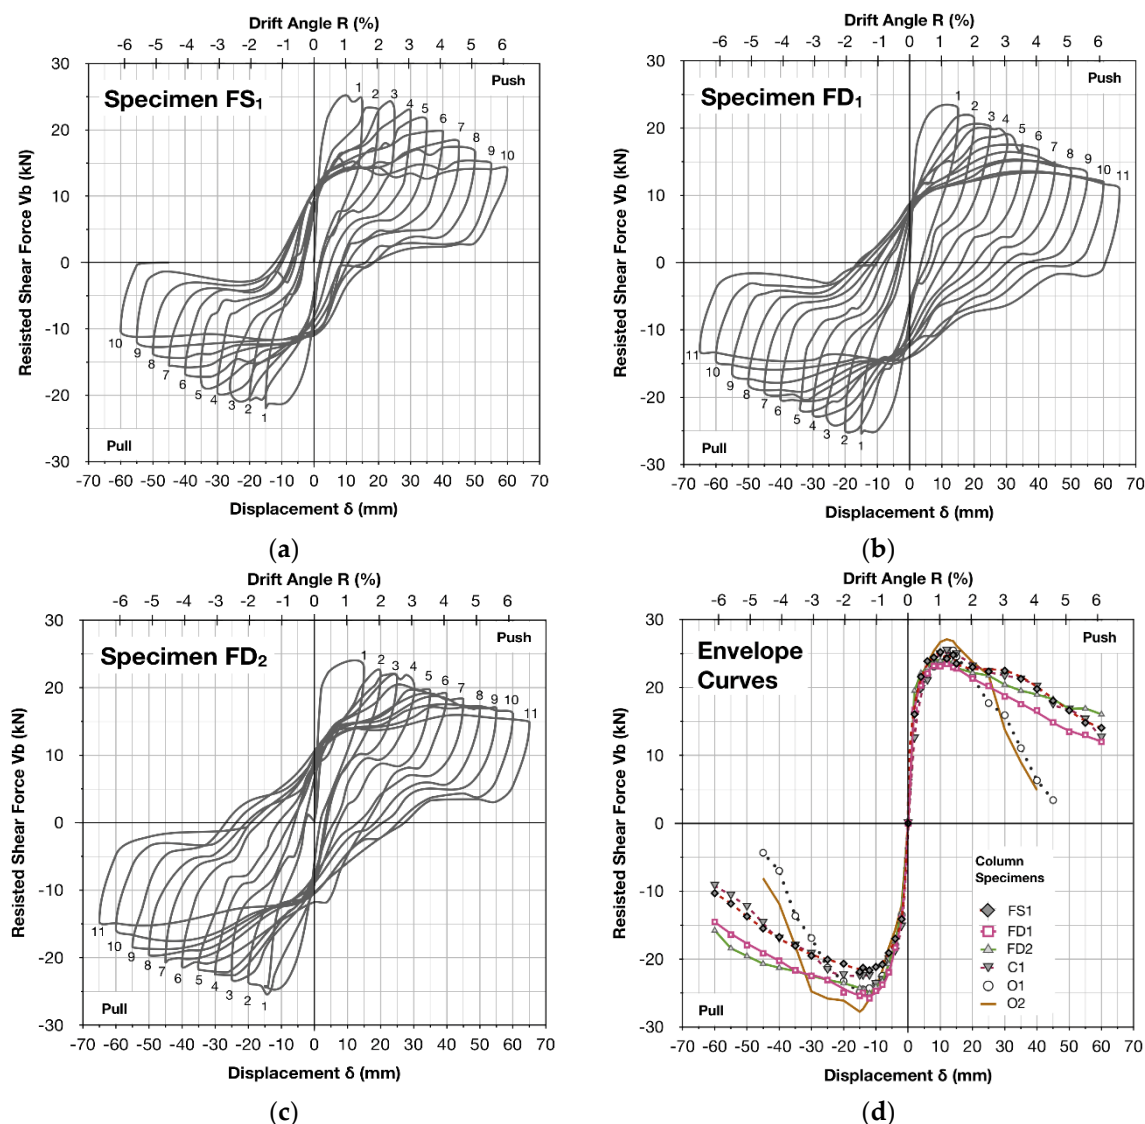 Drift Angle R (%)
-6 -5 -4 -3 -2 -1 0 1 2 3 4 5 6
30
20
10
0
-10
-20
-30
Resisted Shear Force Vb (kN)
Specimen FS1
Push
1 2 3 4 5 6 7 8 9 10
10 9 8 7 6 5 4 3 2 1
Pull
-70 -60 -50 -40 -30 -20 -10 0 10 20 30 40 50 60 70
Displacement δ (mm)
(a)
Drift Angle R (%)
-6 -5 -4 -3 -2 -1 0 1 2 3 4 5 6
30
20
10
0
-10
-20
-30
Resisted Shear Force Vb (kN)
Specimen FD1
Push
1 2 3 4 5 6 7 8 9 10 11
11 10 9 8 7 6 5 4 3 2 1
Pull
-70 -60 -50 -40 -30 -20 -10 0 10 20 30 40 50 60 70
Displacement δ (mm)
(b)
Drift Angle R (%)
-6 -5 -4 -3 -2 -1 0 1 2 3 4 5 6
30
20
10
0
-10
-20
-30
Resisted Shear Force Vb (kN)
Specimen FD2
Push
1 2 3 4 5 6 7 8 9 10 11
11 10 9 8 7 6 5 4 3 2 1
Pull
-70 -60 -50 -40 -30 -20 -10 0 10 20 30 40 50 60 70
Displacement δ (mm)
(c)
Drift Angle R (%)
-6 -5 -4 -3 -2 -1 0 1 2 3 4 5 6
30
20
10
0
-10
-20
-30
Resisted Shear Force Vb (kN)
Envelope
Curves
Push
Column
Specimens
FS1
FD1
FD2
C1
O1
O2
Pull
-70 -60 -50 -40 -30 -20 -10 0 10 20 30 40 50 60 70
Displacement δ (mm)
(d)